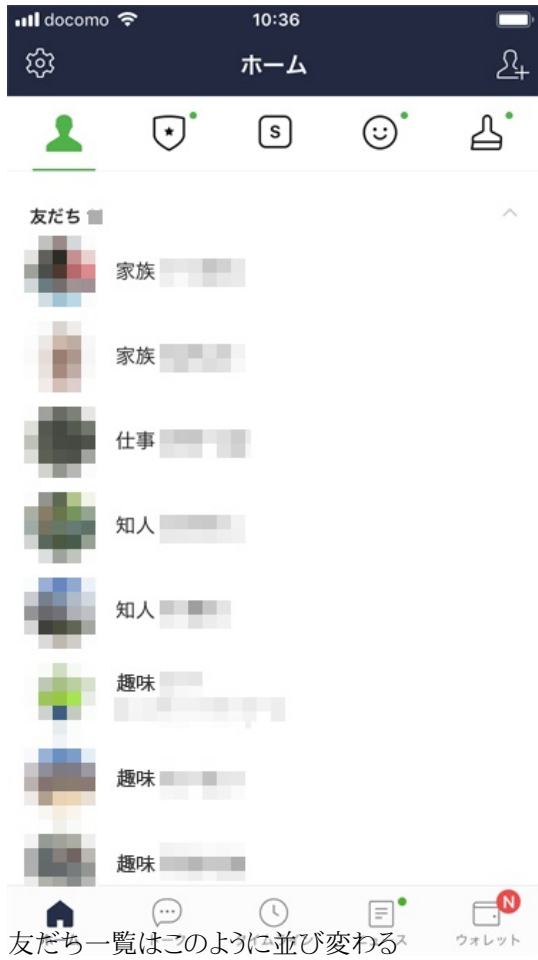 docomo 10:36
ホーム
S
友だち
家族
家族
仕事
知人
知人
趣味
趣味
趣味
N
ウォレット
友だち一覧はこのように並び変わる